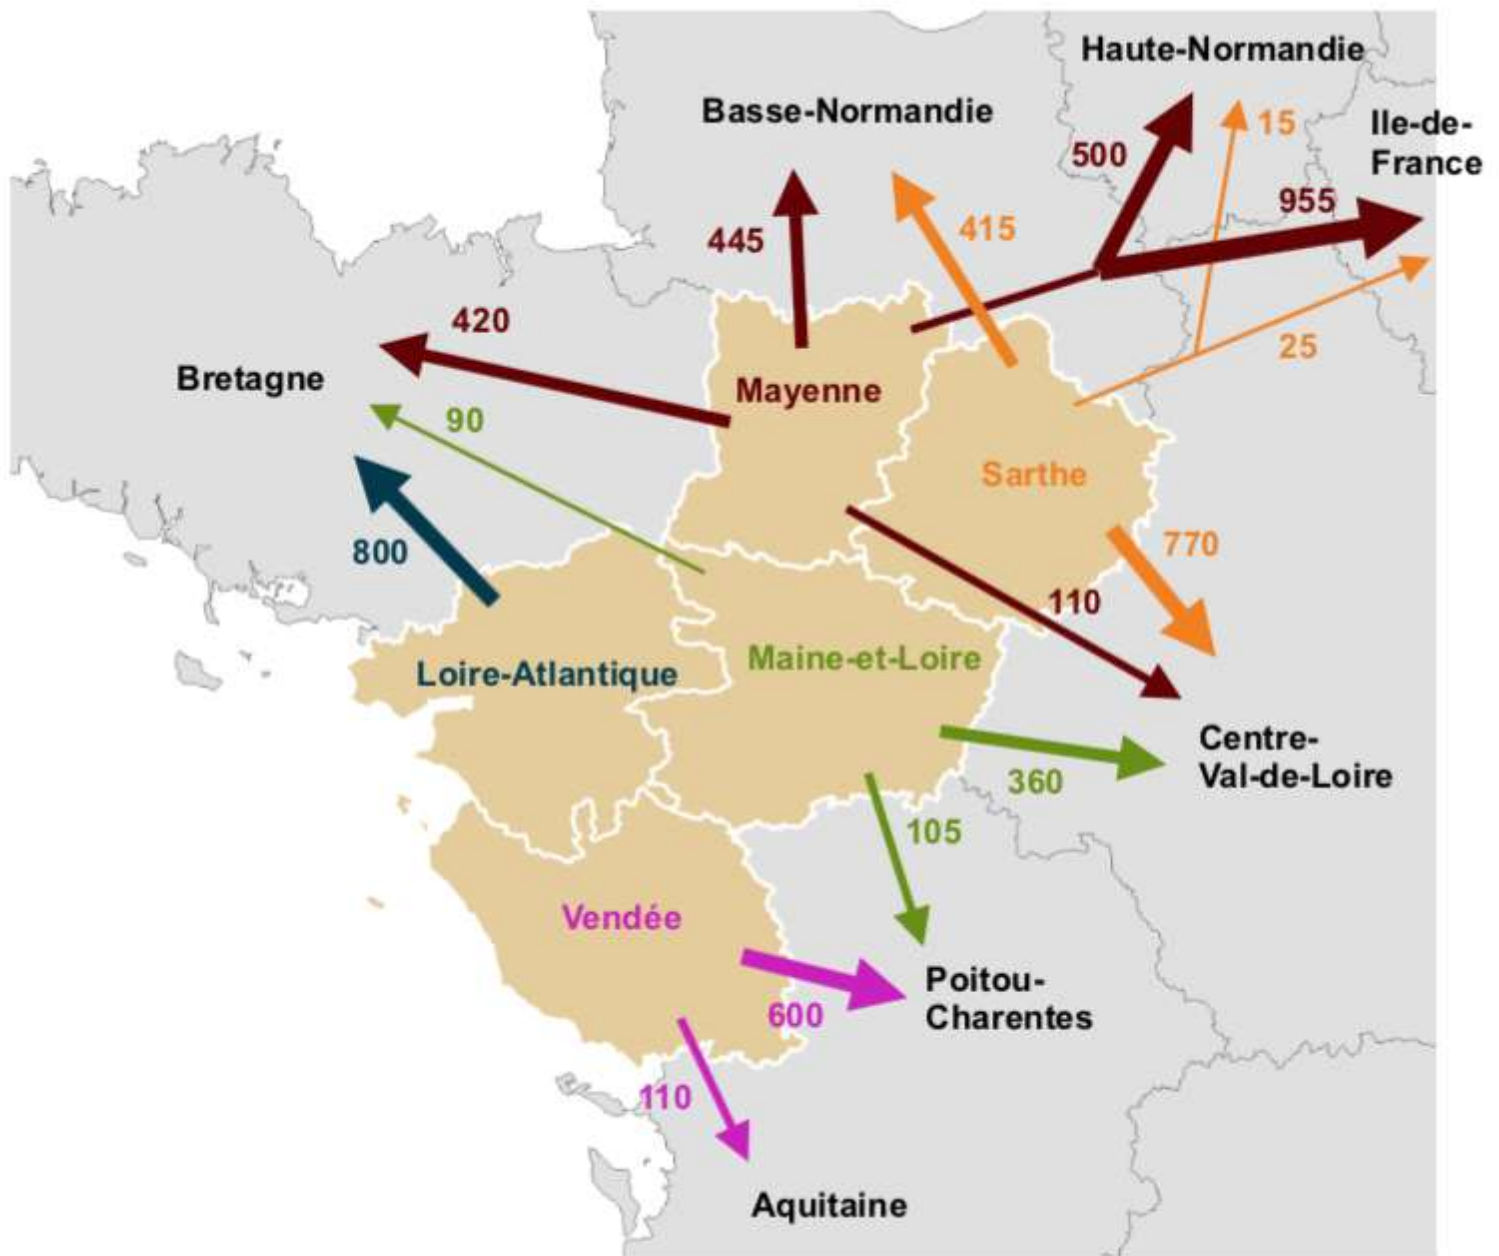 Haute-Normandie
Basse-Normandie
15
Ile-de-
France
500
955
445
415
420
25
Bretagne
Mayenne
90
Sarthe
800
770
110
Maine-et-Loire
Loire-Atlantique
Centre-
Val-de-Loire
360
105
Vendée
Poitou-
Charentes
600
110
Aquitaine